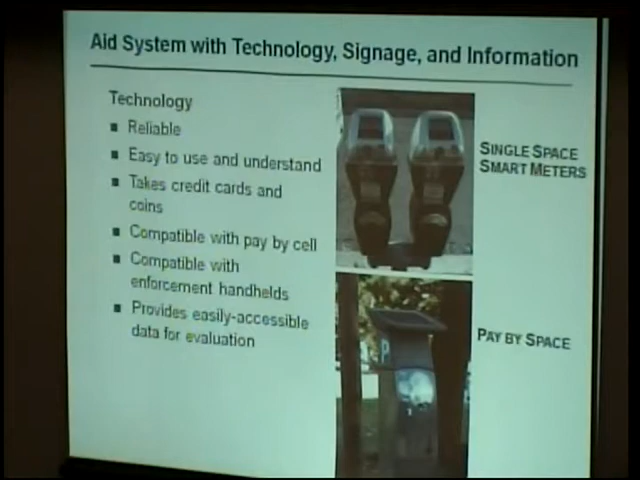 Aid System with Technology, Signage, and Information
Technology
Reliable
Easy to use and understand
Takes credit cards and
coins
Compatible with pay by cell
Compatible with
enforcement handhelds
Provides easily-accessible
data for evaluation
SINGLE SPACE
SMART METERS
P
PAY BY SPACE